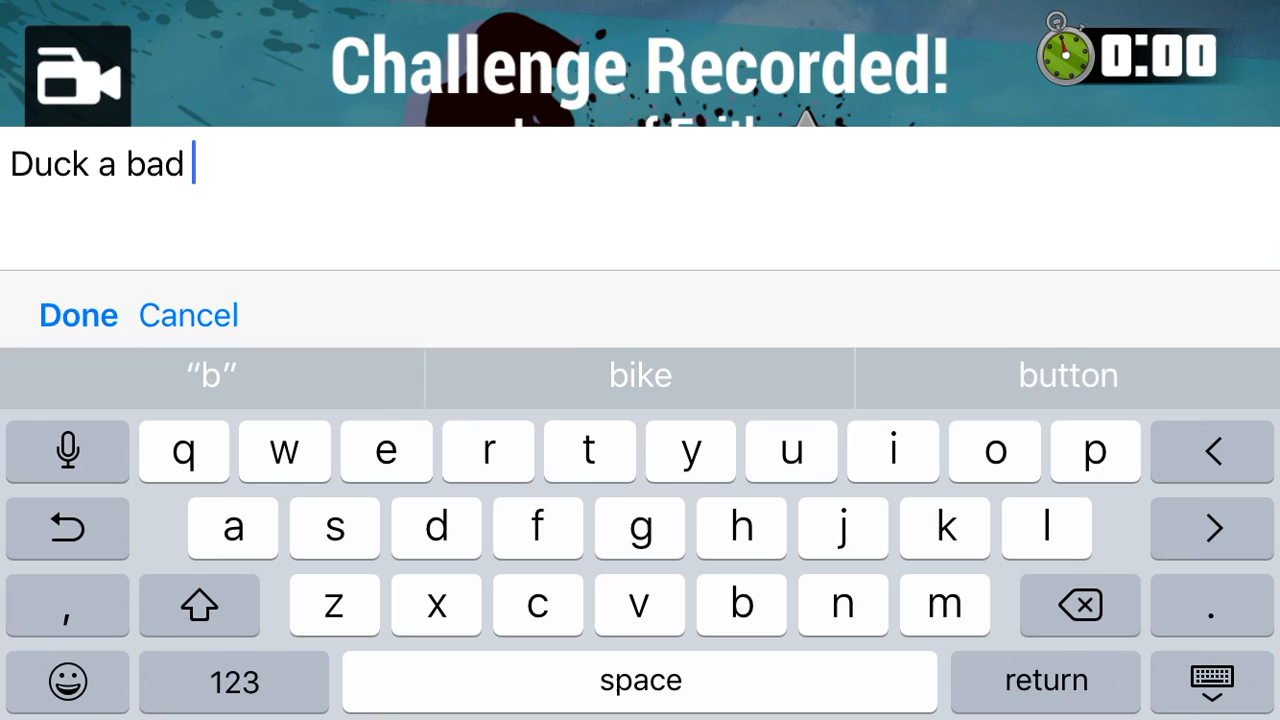 Challenge Recorded!
0:00
Duck a bad
Done Cancel
“b” bike button
q w e r t y u i o p <
a s d f g h j k l >
, z x c v b n m .
123 space return